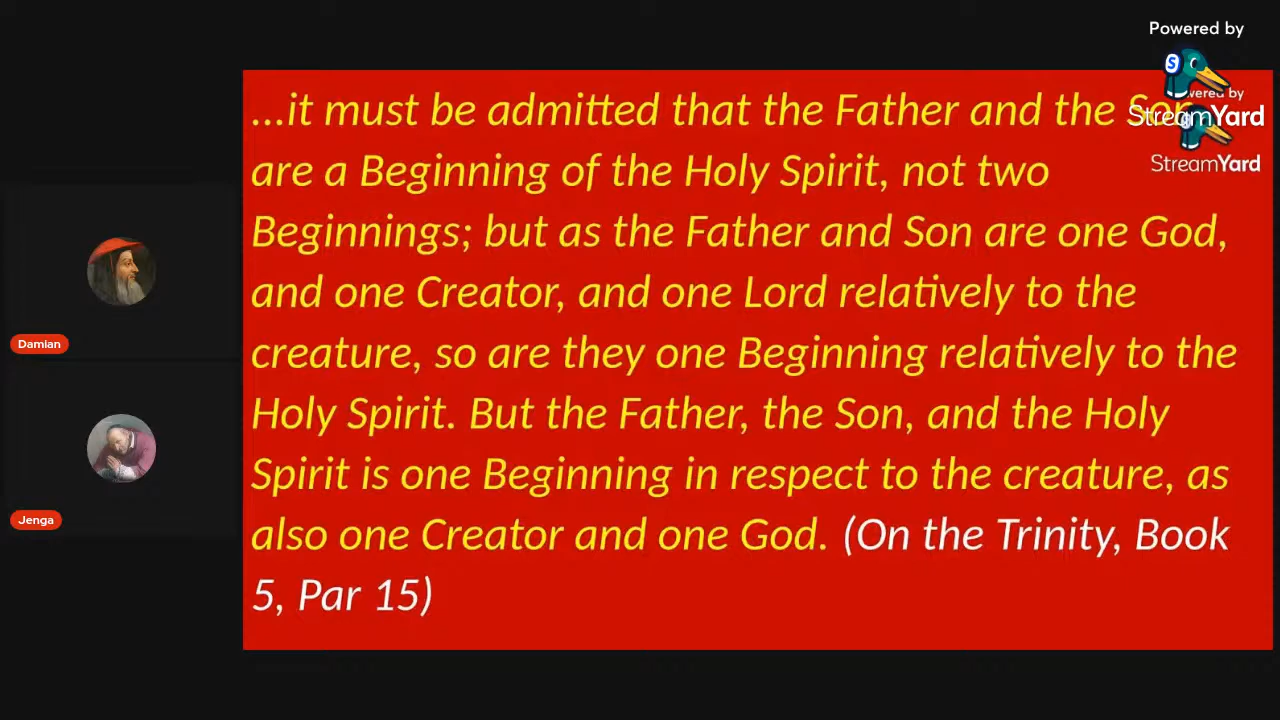 Powered by
StreamYard
StreamYard
...it must be admitted that the Father and the Son
are a Beginning of the Holy Spirit, not two
Beginnings; but as the Father and Son are one God,
and one Creator, and one Lord relatively to the
creature, so are they one Beginning relatively to the
Holy Spirit. But the Father, the Son, and the Holy
Spirit is one Beginning in respect to the creature, as
also one Creator and one God. (On the Trinity, Book
5, Par 15)
Damian
Jenga